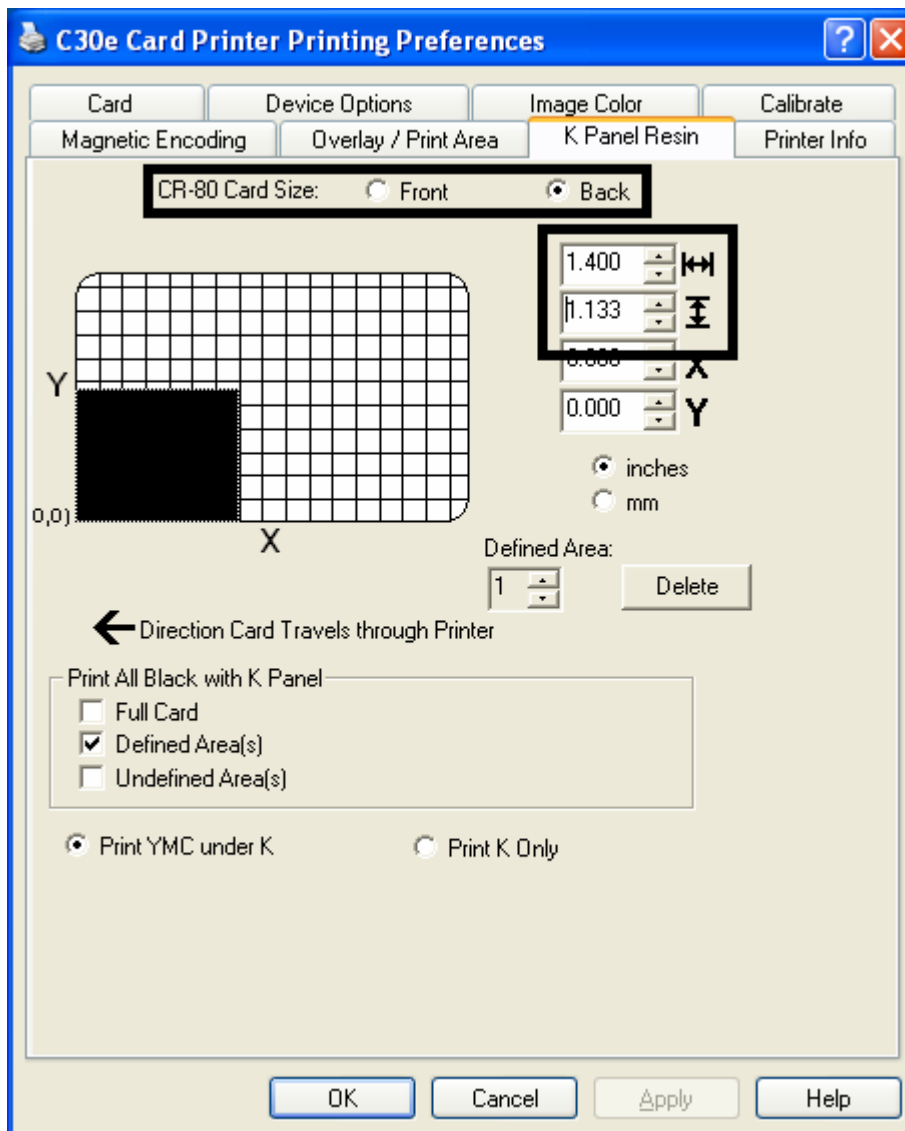 C30e Card Printer Printing Preferences
Card Device Options Image Color Calibrate
Magnetic Encoding Overlay / Print Area K Panel Resin Printer Info
CR-80 Card Size: Front Back
1.400
1.133
0.000 X
0.000 Y
Y
(0,0)
X
inches
mm
Defined Area:
1 Delete
Direction Card Travels through Printer
Print All Black with K Panel
Full Card
Defined Area(s)
Undefined Area(s)
Print YMC under K Print K Only
OK Cancel Apply Help